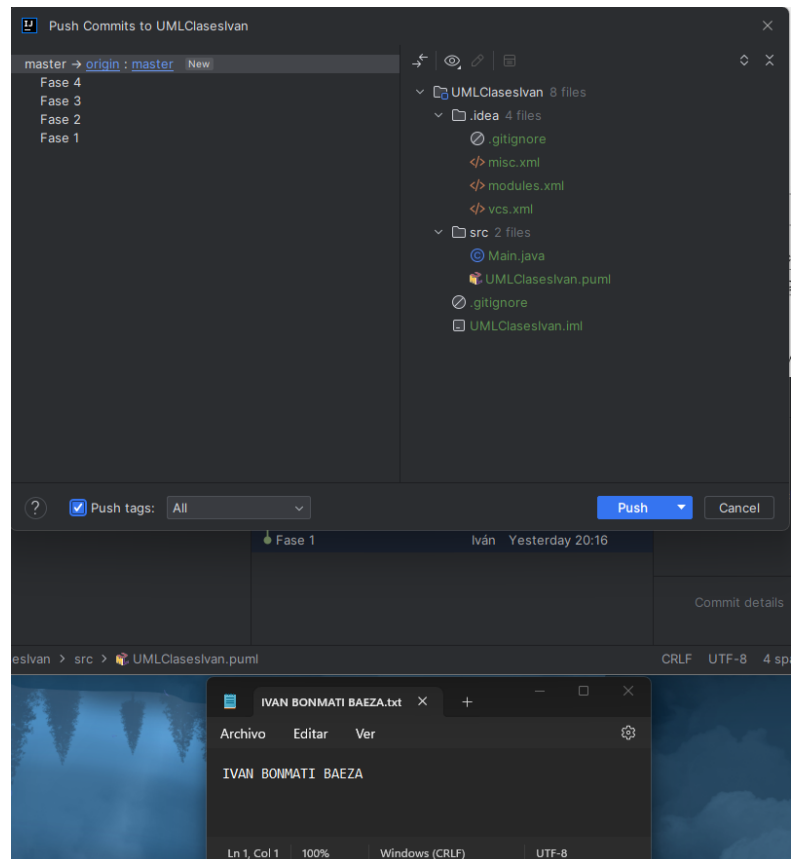 Push Commits to UMLClasesIvan
master → origin : master New
Fase 4
Fase 3
Fase 2
Fase 1
UMLClasesIvan 8 files
.idea 4 files
.gitignore
</> misc.xml
</> modules.xml
</> vcs.xml
src 2 files
Main.java
UMLClasesIvan.puml
.gitignore
UMLClasesIvan.iml
? Push tags: All Push Cancel
Fase 1 Iván Yesterday 20:16
Commit details
esIvan > src > UMLClasesIvan.puml CRLF UTF-8 4 spa
IVAN BONMATI BAEZA.txt
Archivo Editar Ver
IVAN BONMATI BAEZA
Ln 1, Col 1 100% Windows (CRLF) UTF-8